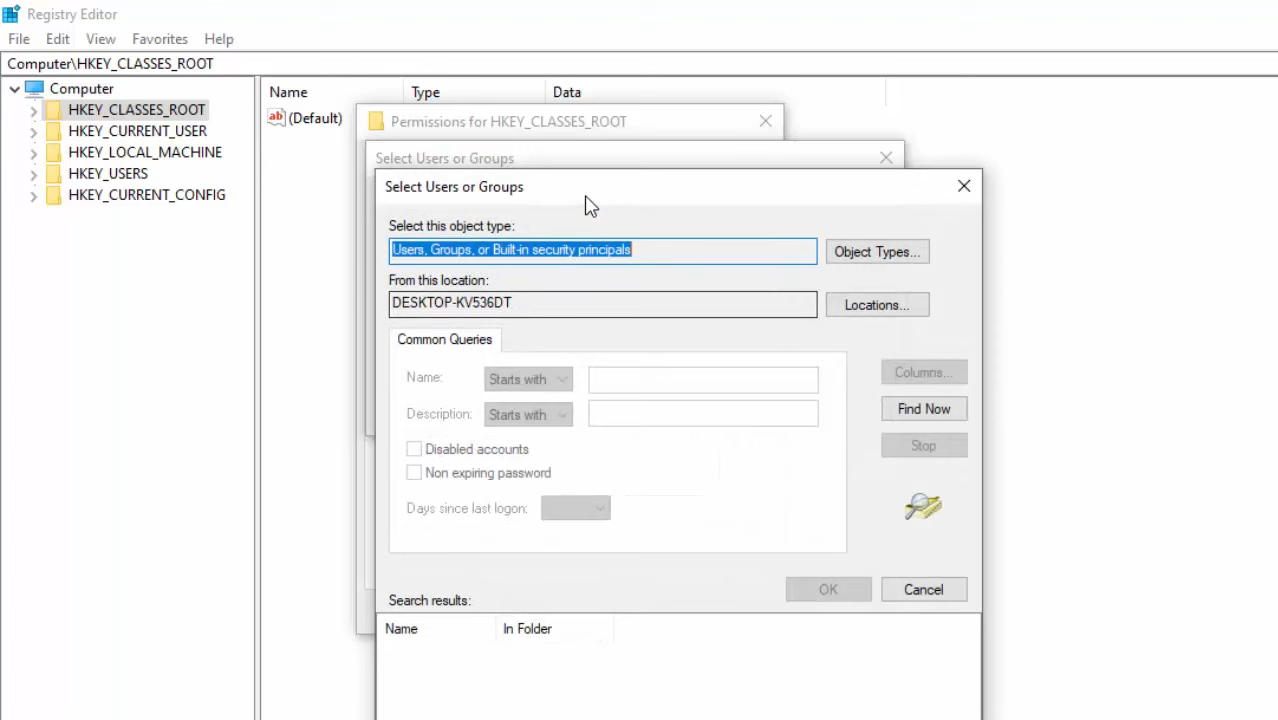 Registry Editor
File Edit View Favorites Help
Computer\HKEY_CLASSES_ROOT
Computer
HKEY_CLASSES_ROOT
HKEY_CURRENT_USER
HKEY_LOCAL_MACHINE
HKEY_USERS
HKEY_CURRENT_CONFIG
Name Type Data
ab (Default)
Permissions for HKEY_CLASSES_ROOT
Select Users or Groups
Select Users or Groups
Select this object type:
Users, Groups, or Built-in security principals Object Types...
From this location:
DESKTOP-KV536DT Locations...
Common Queries
Name: Starts with Columns...
Description: Starts with Find Now
Disabled accounts Stop
Non expiring password
Days since last logon:
OK Cancel
Search results:
Name In Folder